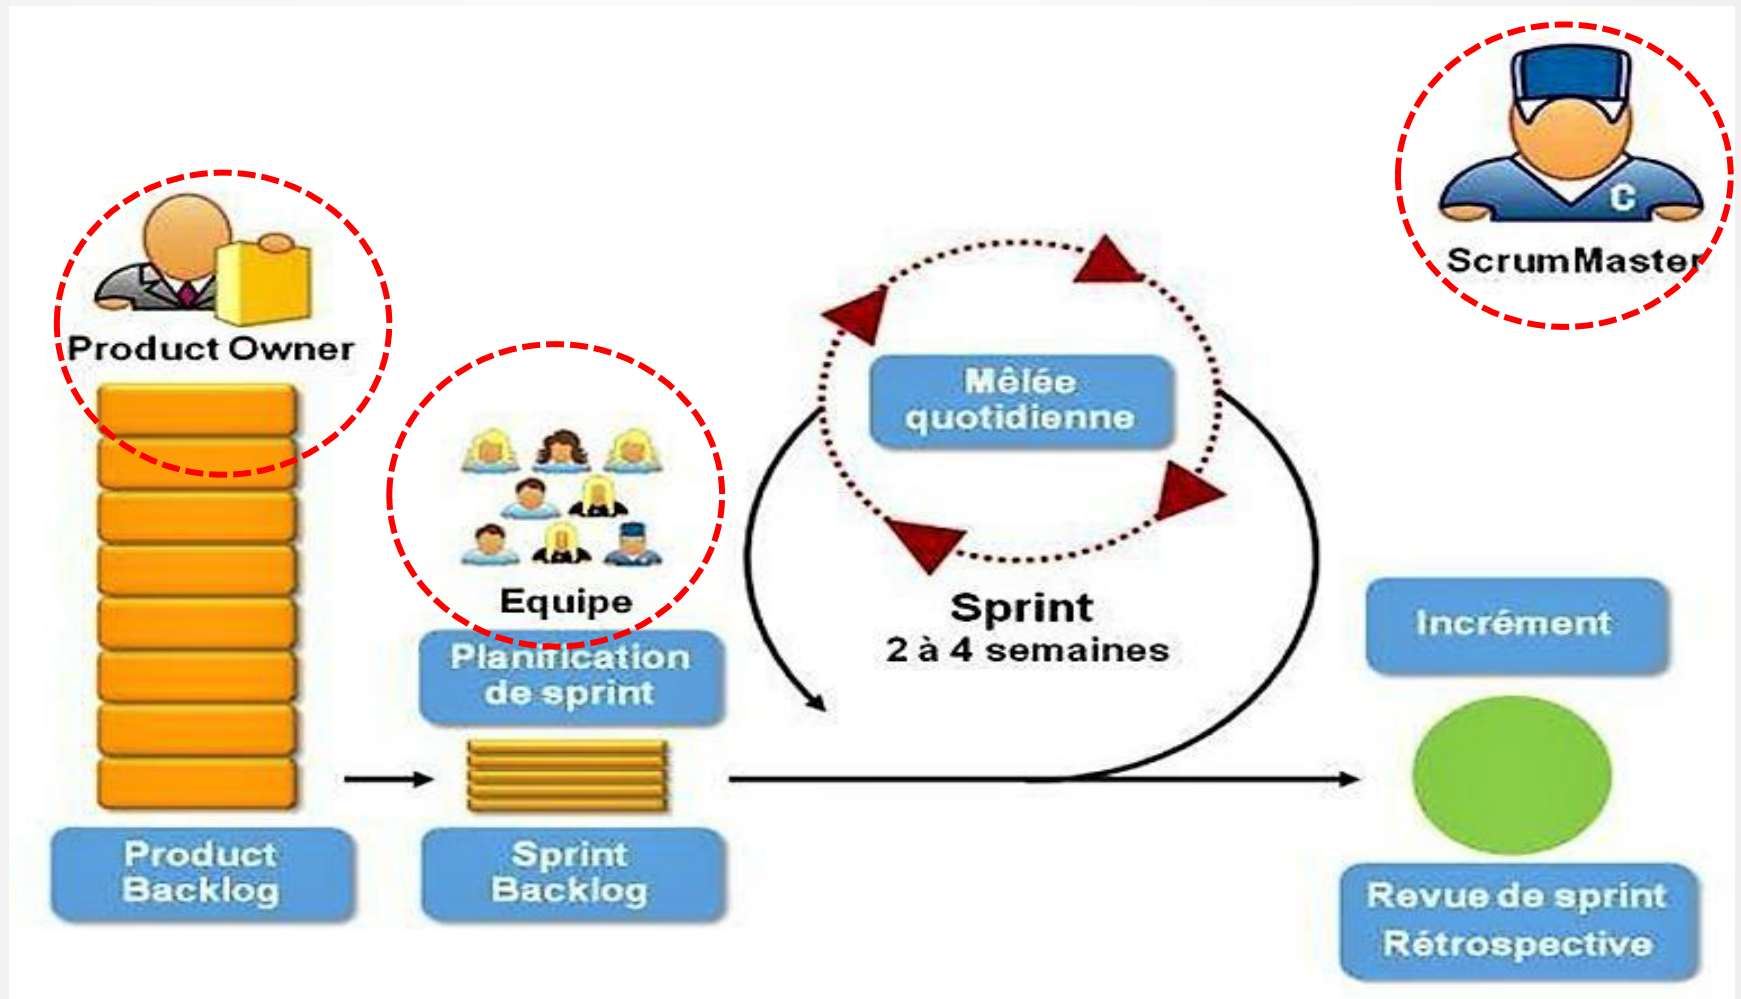 C
ScrumMaster
Product Owner
Mêlée
quotidienne
Equipe
Sprint
2 à 4 semaines
Incrément
Planification
de sprint
Product
Backlog
Sprint
Backlog
Revue de sprint
Rétrospective